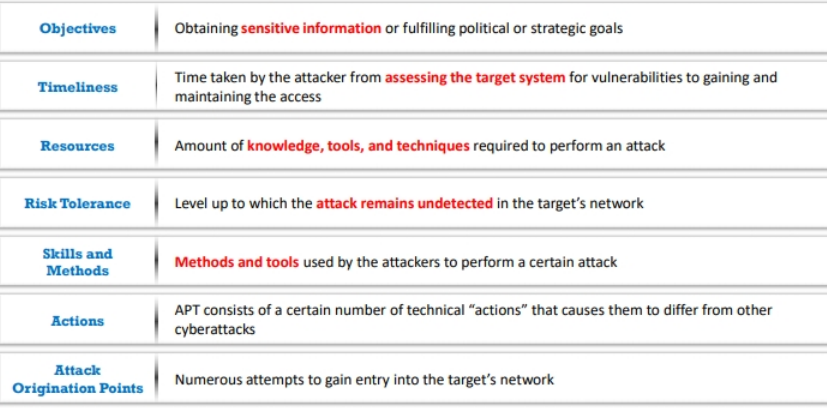 Objectives
Obtaining sensitive information or fulfilling political or strategic goals
Timeliness
Time taken by the attacker from assessing the target system for vulnerabilities to gaining and
maintaining the access
Resources
Amount of knowledge, tools, and techniques required to perform an attack
Risk Tolerance
Level up to which the attack remains undetected in the target's network
Skills and
Methods
Methods and tools used by the attackers to perform a certain attack
Actions
APT consists of a certain number of technical “actions” that causes them to differ from other
cyberattacks
Attack
Origination Points
Numerous attempts to gain entry into the target's network